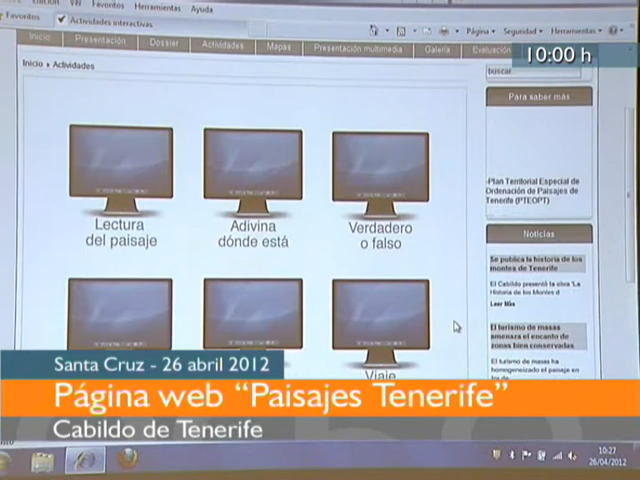 Edición Ver Favoritos Herramientas Ayuda
Favoritos
Actividades interactivas
Página Seguridad Herramientas
Inicio Presentación Dossier Actividades Mapas Presentación multimedia Galería Evaluación
10:00 h
Inicio ▸ Actividades
buscar...
Para saber más
-Plan Territorial Especial de
Ordenación de Paisajes de
Tenerife (PTEOPT)
Lectura
del paisaje
Adivina
dónde está
Verdadero
o falso
Noticias
Se publica la historia de los
montes de Tenerife
El Cabildo presentó la obra 'La
Historia de los Montes d
Leer Más
El turismo de masas
amenaza el encanto de
zonas bien conservadas
El turismo de masas ha
homogeneizado el paisaje en
Viaje
Santa Cruz - 26 abril 2012
Página web “Paisajes Tenerife”
Cabildo de Tenerife
10:27
26/04/2012